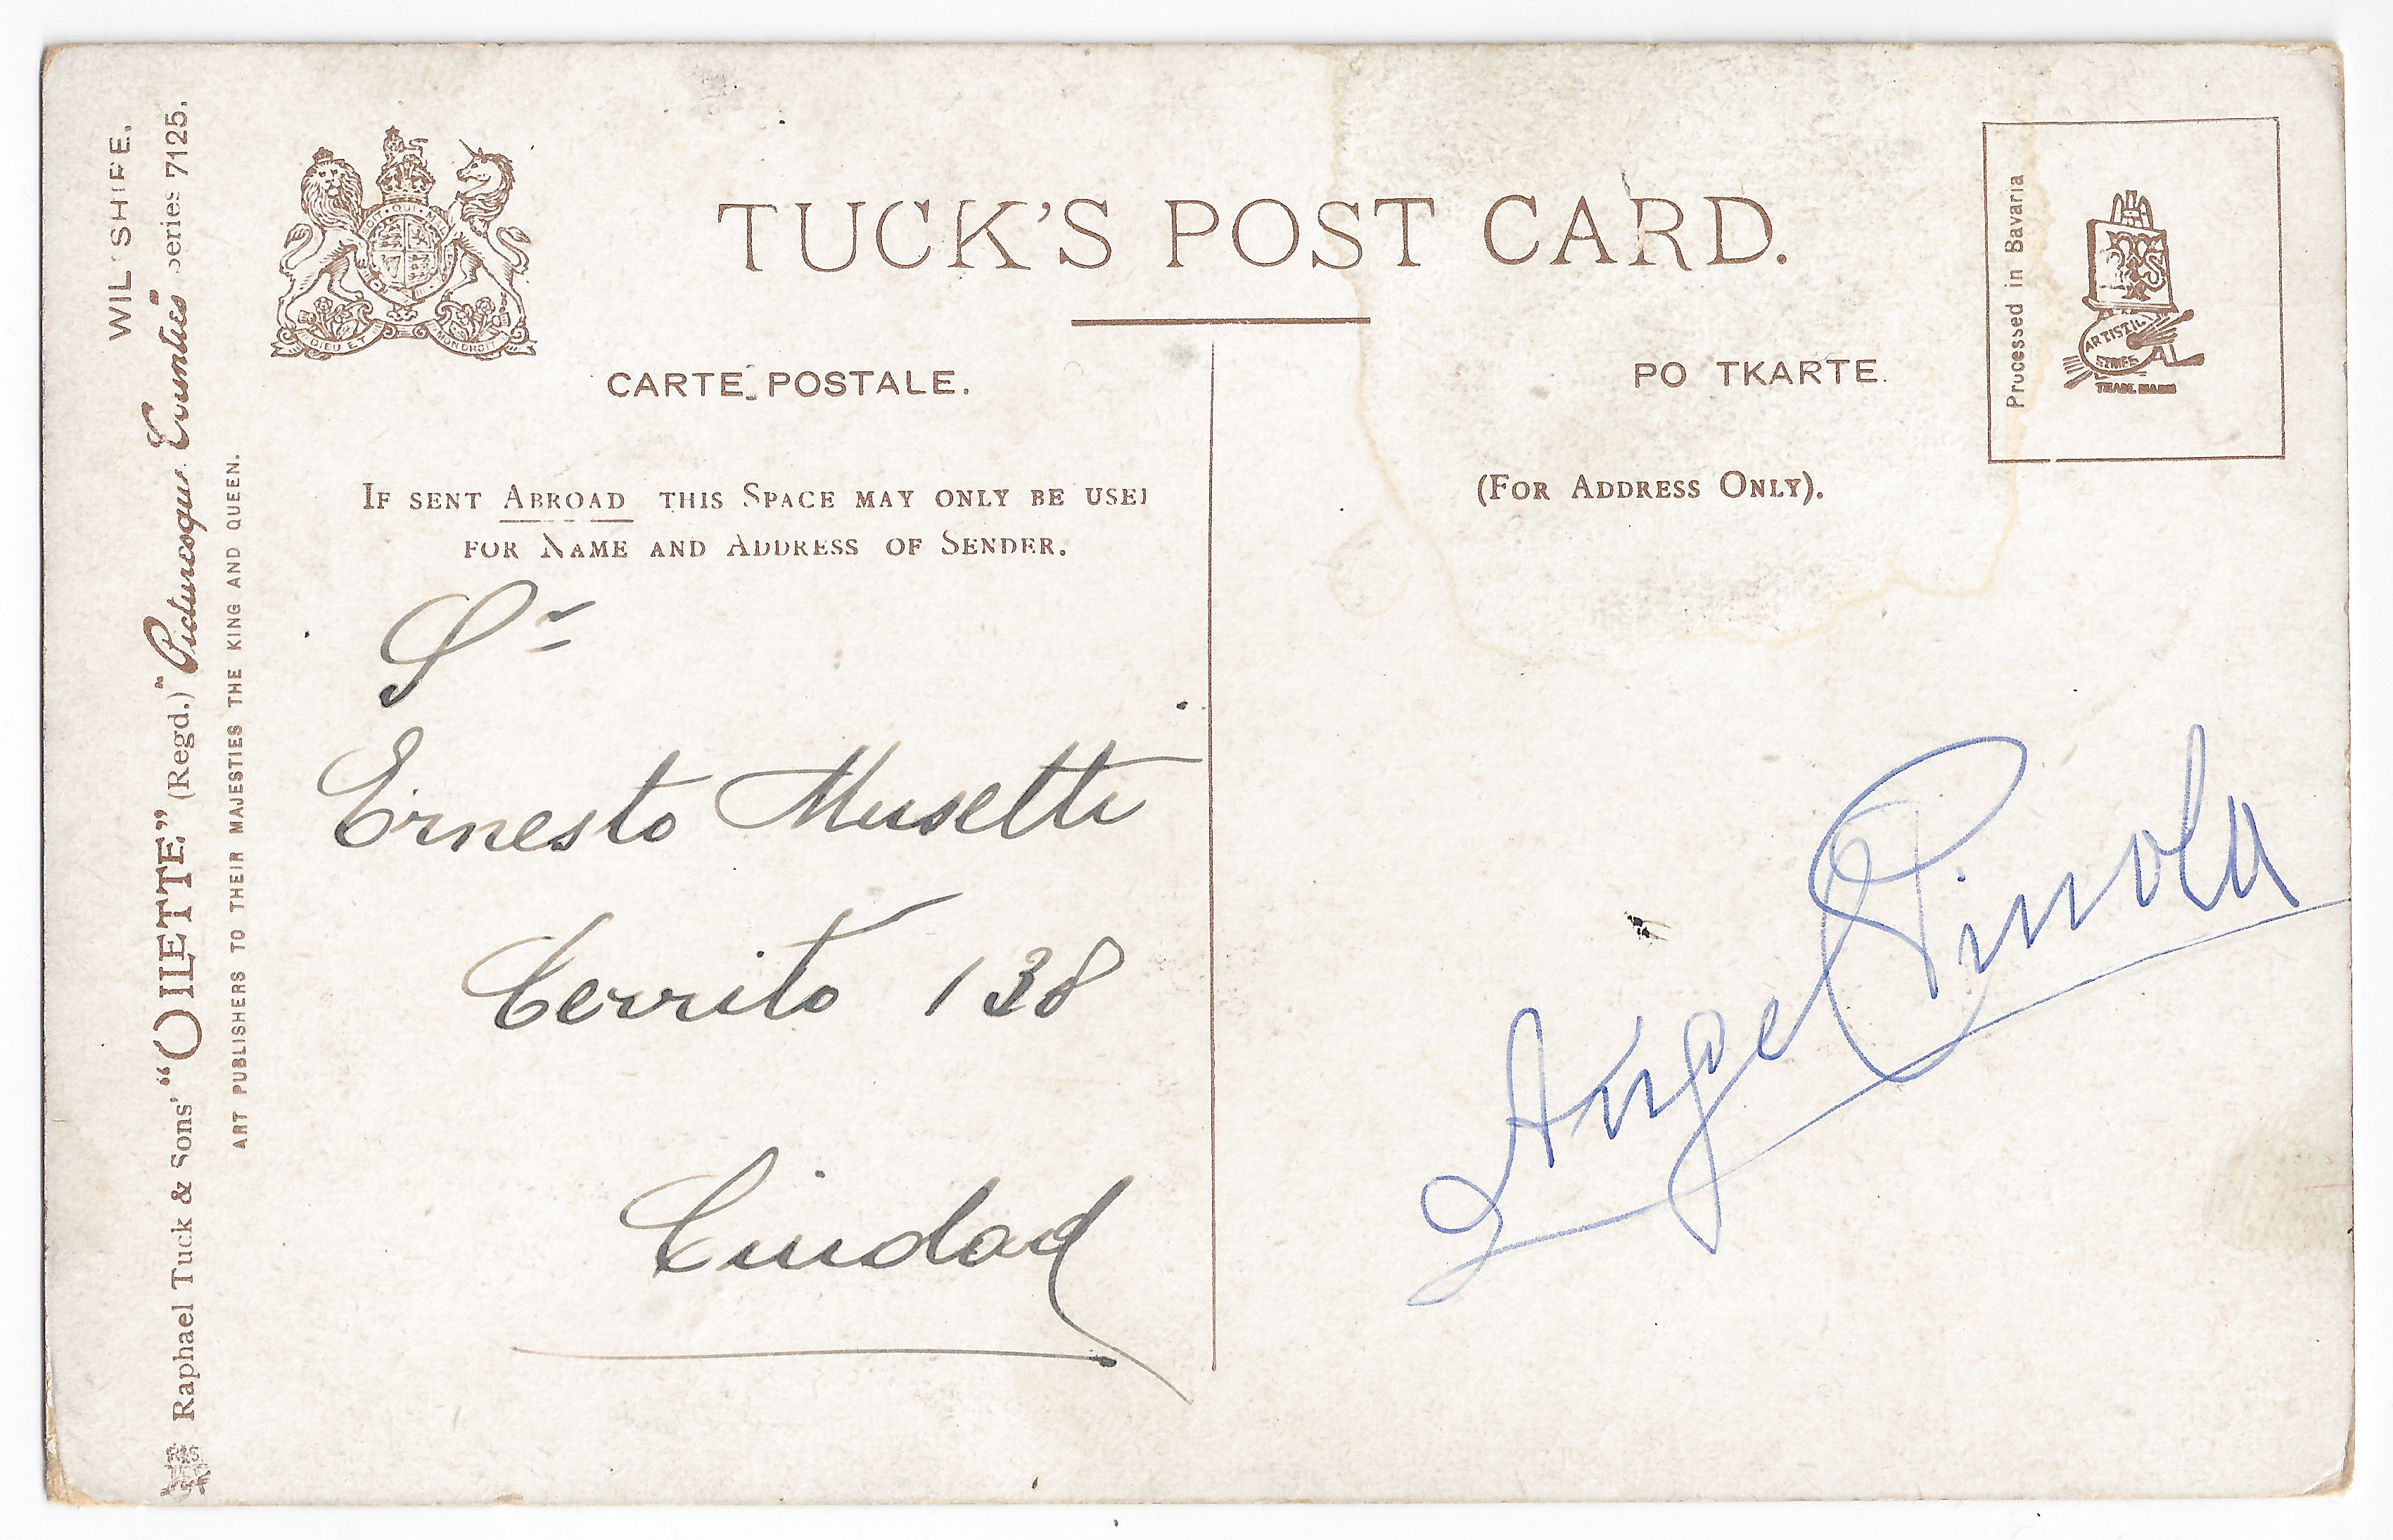 WIL SHIRE.
Raphael Tuck & Sons' "OILETTE" (Regd.) "Picturesque Counties" Series 7125.
ART PUBLISHERS TO THEIR MAJESTIES THE KING AND QUEEN.
DIEU ET MON DROIT
TUCK'S POST CARD.
CARTE POSTALE.
PO TKARTE.
Processed in Bavaria
ARTISTIC
SERIES
TRADE MARK
IF SENT ABROAD THIS SPACE MAY ONLY BE USED
FOR NAME AND ADDRESS OF SENDER.
(FOR ADDRESS ONLY).
Sr
Ernesto Musetti
Cerrito 138
Ciudad
Angel Pinola